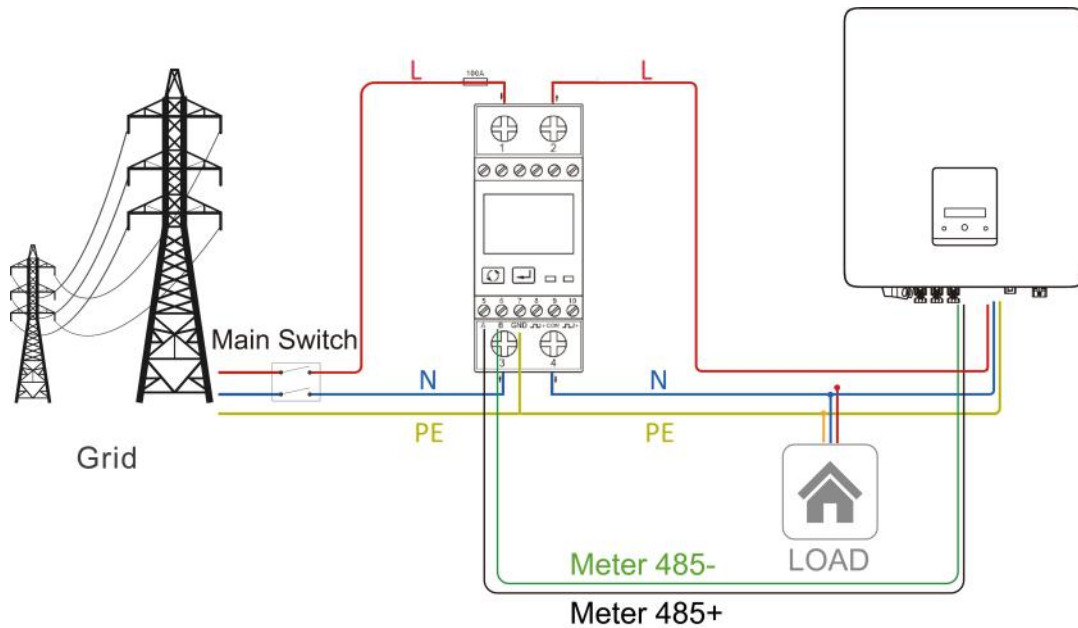 L
100A
L
1 2
Main Switch
5 6 7 8 9 10
A B GND COM
3 4
N
N
PE
PE
Grid
LOAD
Meter 485-
Meter 485+